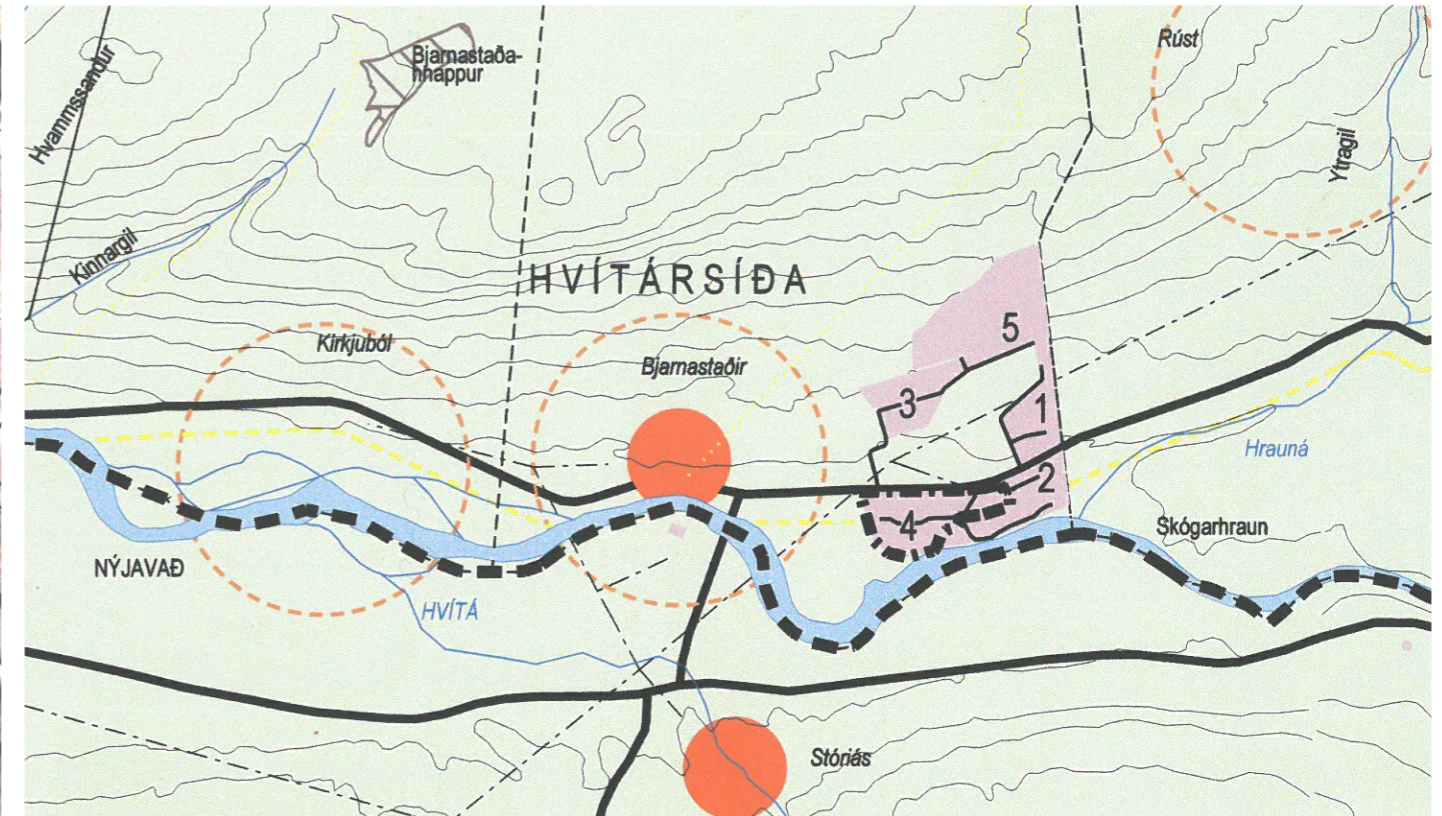 Rúst
Bjarnastaða-
hnappur
Hvammssandur
Ytragil
Kinnargil
HVÍTÁRSÍÐA
Kirkjuból
5
Bjarnastaðir
3
1
Hrauná
2
4
Skógarhraun
NÝJAVAÐ
HVÍTÁ
Stóriás